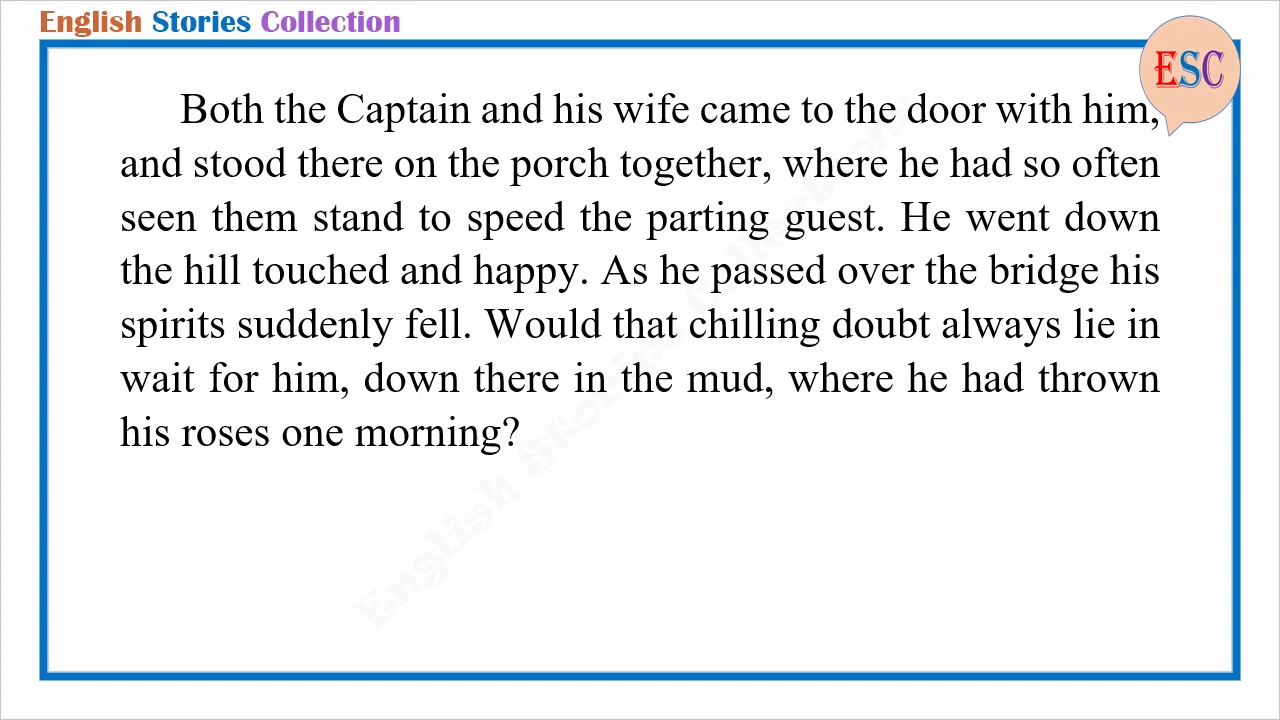 English Stories Collection
ESC
Both the Captain and his wife came to the door with him,
and stood there on the porch together, where he had so often
seen them stand to speed the parting guest. He went down
the hill touched and happy. As he passed over the bridge his
spirits suddenly fell. Would that chilling doubt always lie in
wait for him, down there in the mud, where he had thrown
his roses one morning?
English Stories Collection